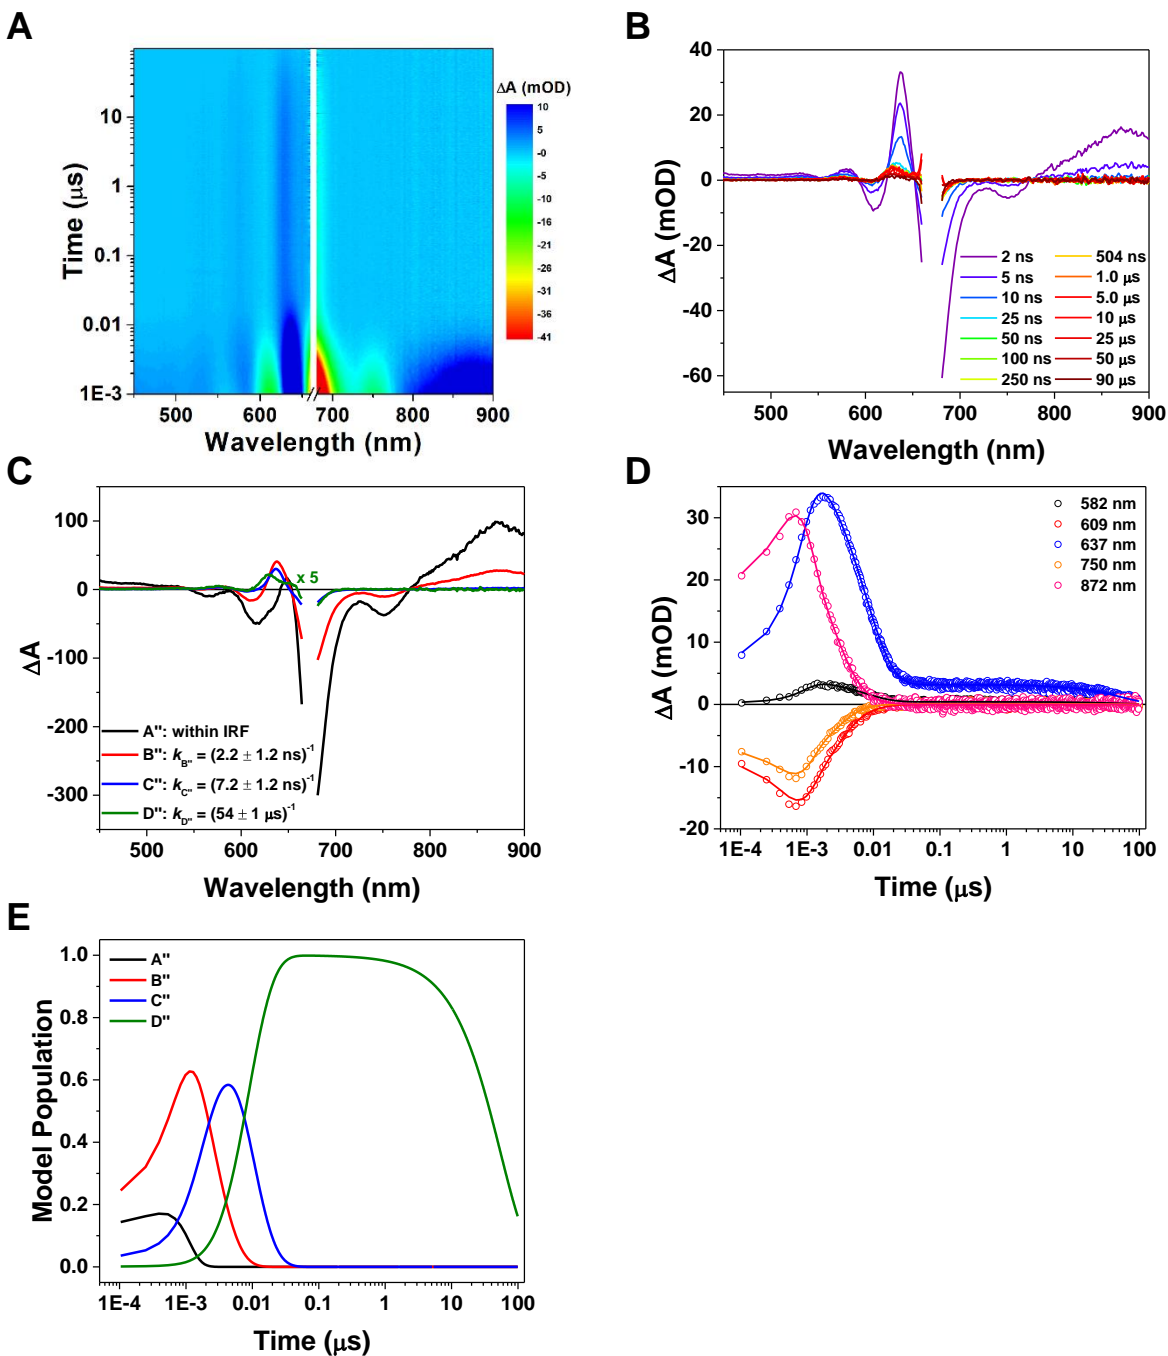 A
ΔA (mOD)
10
5
-0
-5
-10
-16
-21
-26
-31
-36
-41
10
1
0.1
0.01
1E-3
Time (μs)
500
600
700
800
900
Wavelength (nm)
B
40
20
0
-20
-40
-60
ΔA (mOD)
2 ns
504 ns
5 ns
1.0 μs
10 ns
5.0 μs
25 ns
10 μs
50 ns
25 μs
100 ns
50 μs
250 ns
90 μs
500
600
700
800
900
Wavelength (nm)
C
100
0
-100
-200
-300
ΔA
x 5
A'': within IRF
B'': k_B'' = (2.2 ± 1.2 ns)⁻¹
C'': k_C'' = (7.2 ± 1.2 ns)⁻¹
D'': k_D'' = (54 ± 1 μs)⁻¹
500
600
700
800
900
Wavelength (nm)
D
30
20
10
0
-10
-20
ΔA (mOD)
582 nm
609 nm
637 nm
750 nm
872 nm
1E-4
1E-3
0.01
0.1
1
10
100
Time (μs)
E
1.0
0.8
0.6
0.4
0.2
0.0
Model Population
A''
B''
C''
D''
1E-4
1E-3
0.01
0.1
1
10
100
Time (μs)